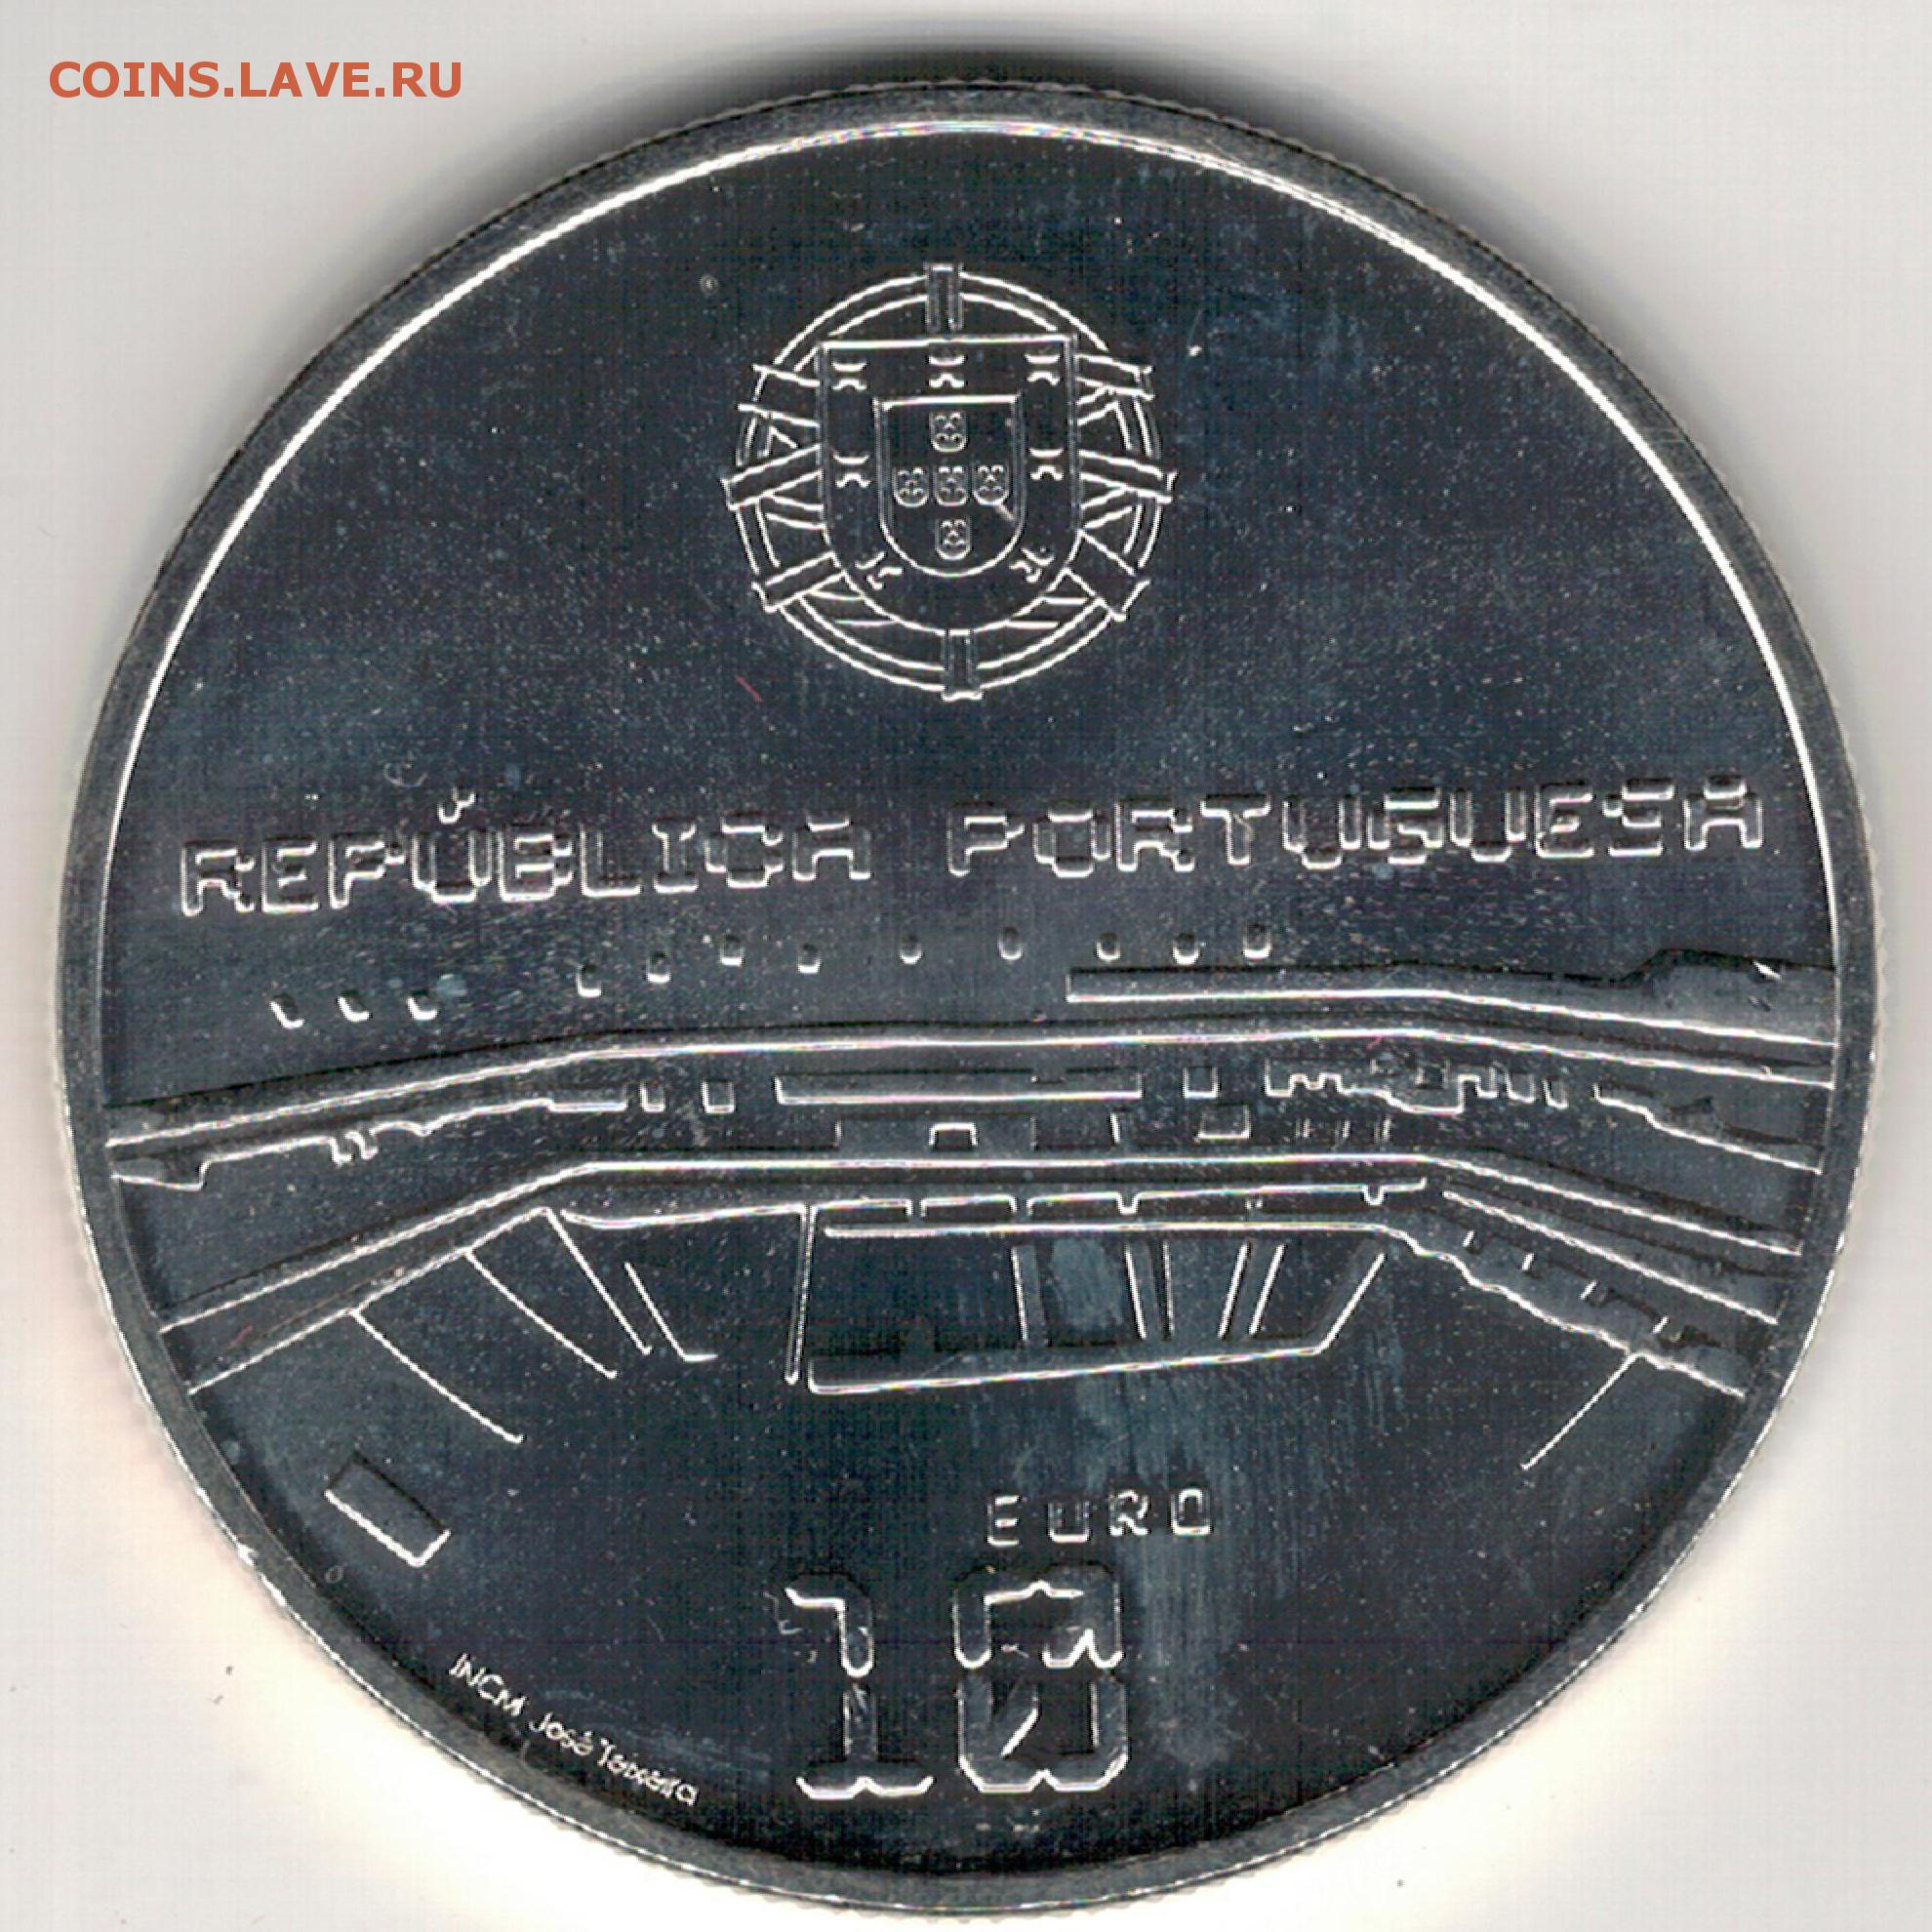 COINS.LAVE.RU
REPÚBLICA PORTUGUESA
EURO
10
INCM José Teixeira